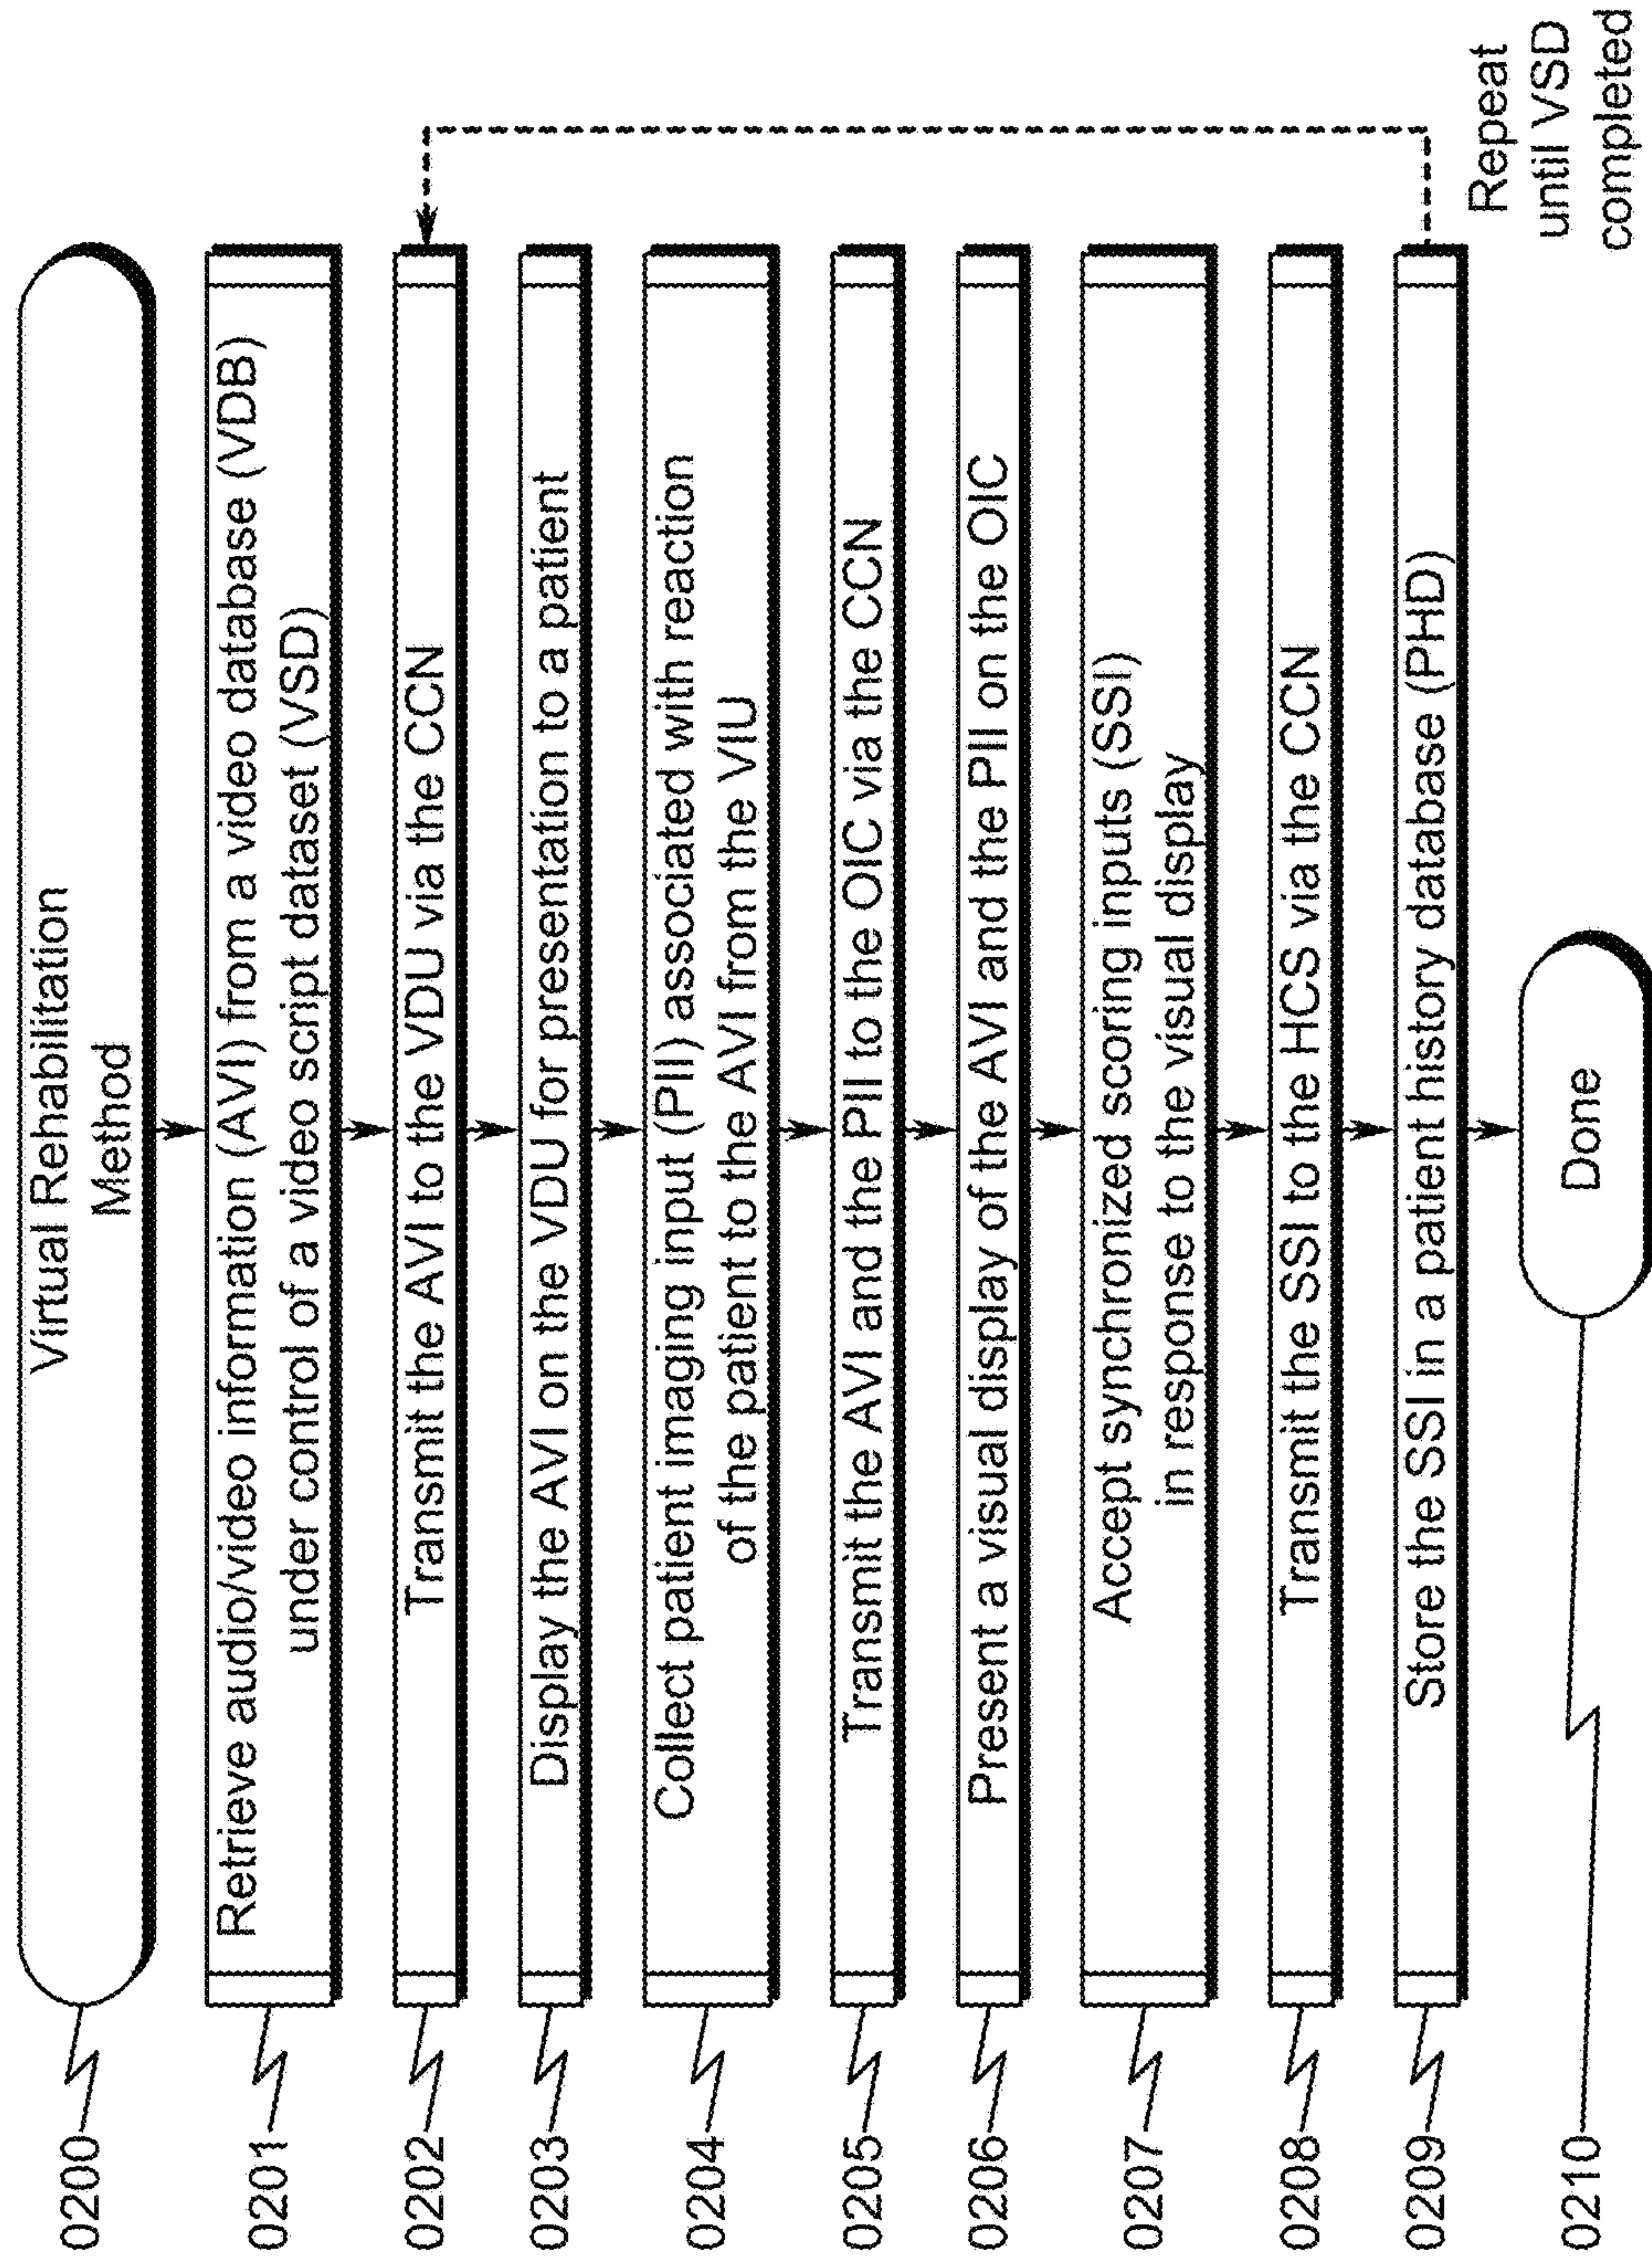 0200
Virtual Rehabilitation
Method
0201
Retrieve audio/video information (AVI) from a video database (VDB)
under control of a video script dataset (VSD)
0202
Transmit the AVI to the VDU via the CCN
0203
Display the AVI on the VDU for presentation to a patient
0204
Collect patient imaging input (PII) associated with reaction
of the patient to the AVI from the VIU
0205
Transmit the AVI and the PII to the OIC via the CCN
0206
Present a visual display of the AVI and the PII on the OIC
0207
Accept synchronized scoring inputs (SSI)
in response to the visual display
0208
Transmit the SSI to the HCS via the CCN
0209
Store the SSI in a patient history database (PHD)
Repeat
until VSD
completed
0210
Done